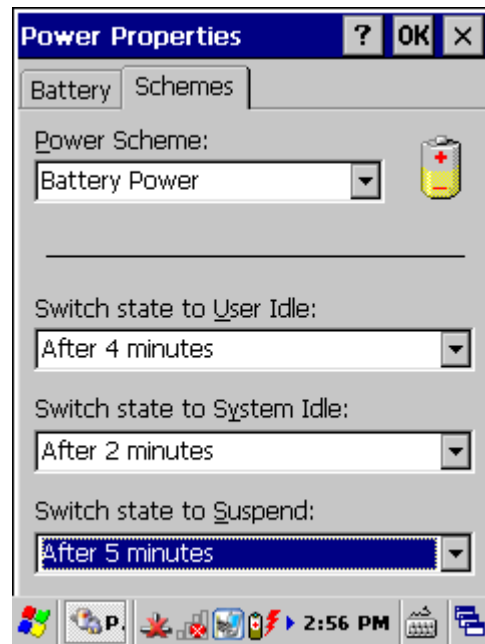 Power Properties ? OK ×
Battery Schemes
Power Scheme:
Battery Power
Switch state to User Idle:
After 4 minutes
Switch state to System Idle:
After 2 minutes
Switch state to Suspend:
After 5 minutes
P. 2:56 PM